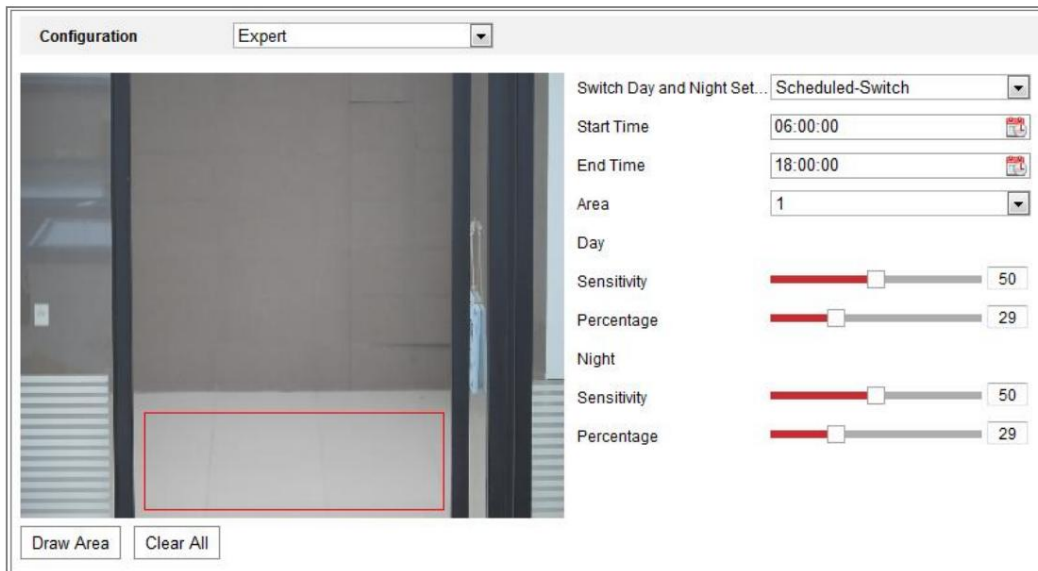 Configuration Expert
Switch Day and Night Set... Scheduled-Switch
Start Time 06:00:00
End Time 18:00:00
Area 1
Day
Sensitivity 50
Percentage 29
Night
Sensitivity 50
Percentage 29
Draw Area Clear All